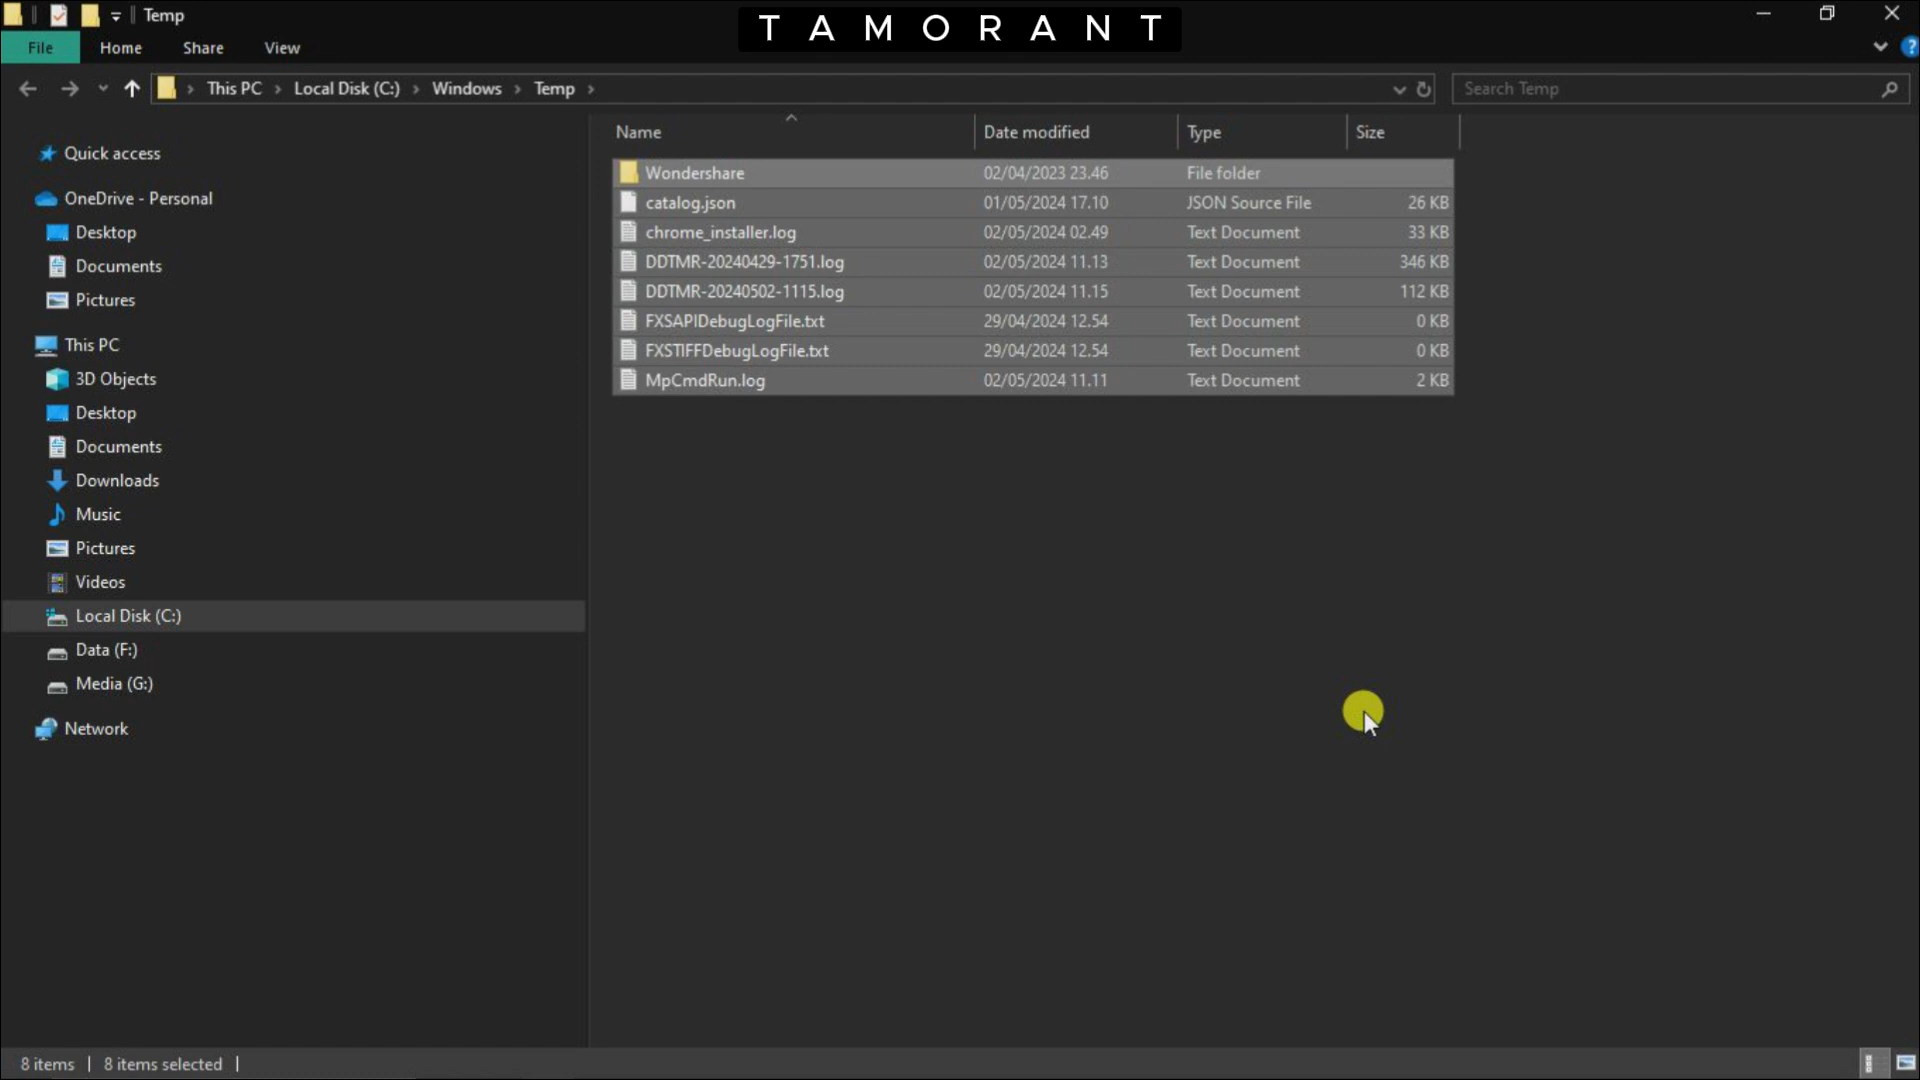 Temp
T A M O R A N T
File Home Share View
This PC Local Disk (C:) Windows Temp
Search Temp
Name Date modified Type Size
Quick access
OneDrive - Personal
Desktop
Documents
Pictures
This PC
3D Objects
Desktop
Documents
Downloads
Music
Pictures
Videos
Local Disk (C:)
Data (F:)
Media (G:)
Network
Wondershare 02/04/2023 23.46 File folder
catalog.json 01/05/2024 17.10 JSON Source File 26 KB
chrome_installer.log 02/05/2024 02.49 Text Document 33 KB
DDTMR-20240429-1751.log 02/05/2024 11.13 Text Document 346 KB
DDTMR-20240502-1115.log 02/05/2024 11.15 Text Document 112 KB
FXSAPIDebugLogFile.txt 29/04/2024 12.54 Text Document 0 KB
FXSTIFFDebugLogFile.txt 29/04/2024 12.54 Text Document 0 KB
MpCmdRun.log 02/05/2024 11.11 Text Document 2 KB
8 items 8 items selected